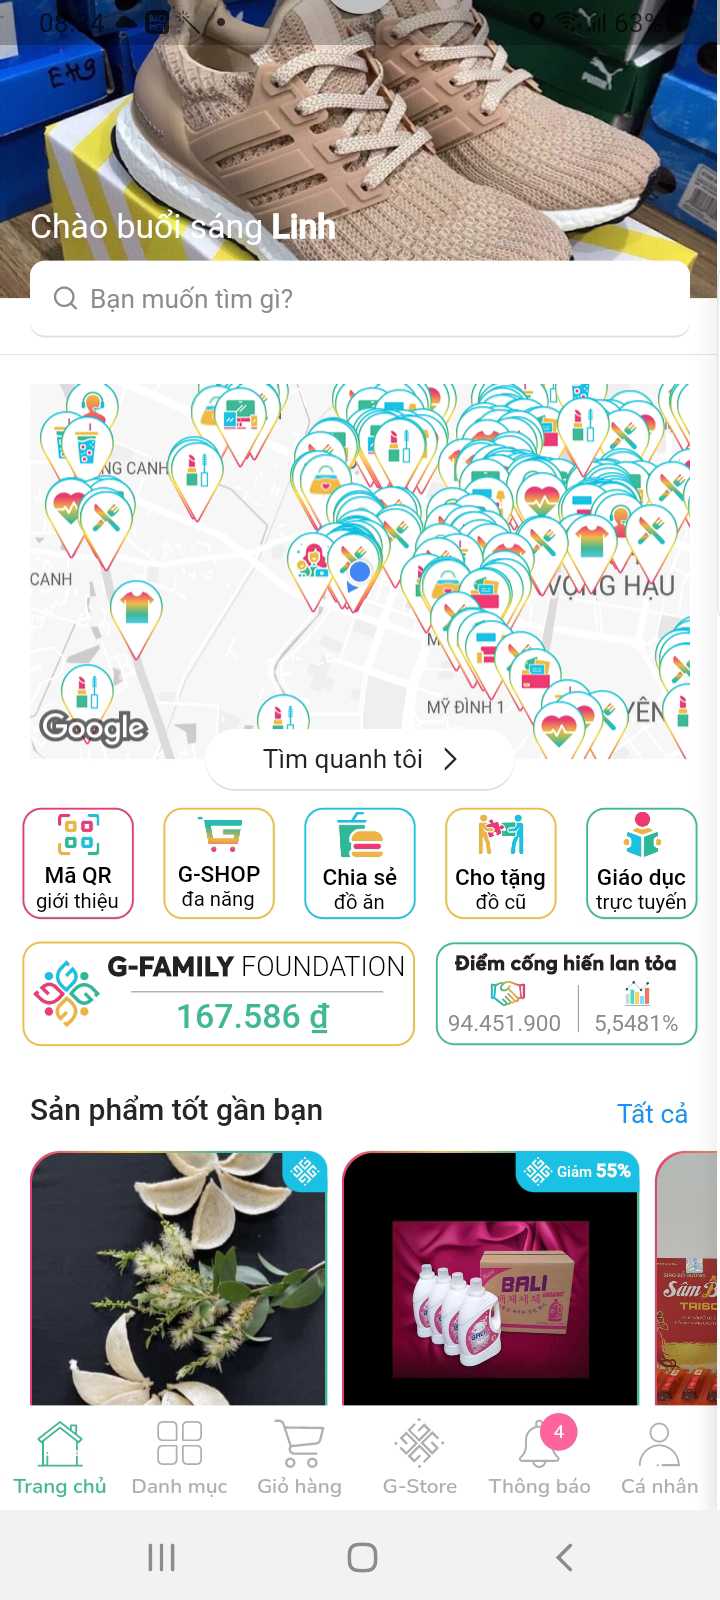 63%
EH9
Chào buổi sáng Linh
Bạn muốn tìm gì?
NG CANH
CANH
VỌNG HẬU
MỸ ĐÌNH 1
YÊN
Google
Tìm quanh tôi
Mã QR
giới thiệu
G-SHOP
đa năng
Chia sẻ
đồ ăn
Cho tặng
đồ cũ
Giáo dục
trực tuyến
G-FAMILY FOUNDATION
167.586 ₫
Điểm cống hiến lan tỏa
94.451.900
5,5481%
Sản phẩm tốt gần bạn
Tất cả
Giảm 55%
BALI
Sâm
TRISO
4
Trang chủ
Danh mục
Giỏ hàng
G-Store
Thông báo
Cá nhân